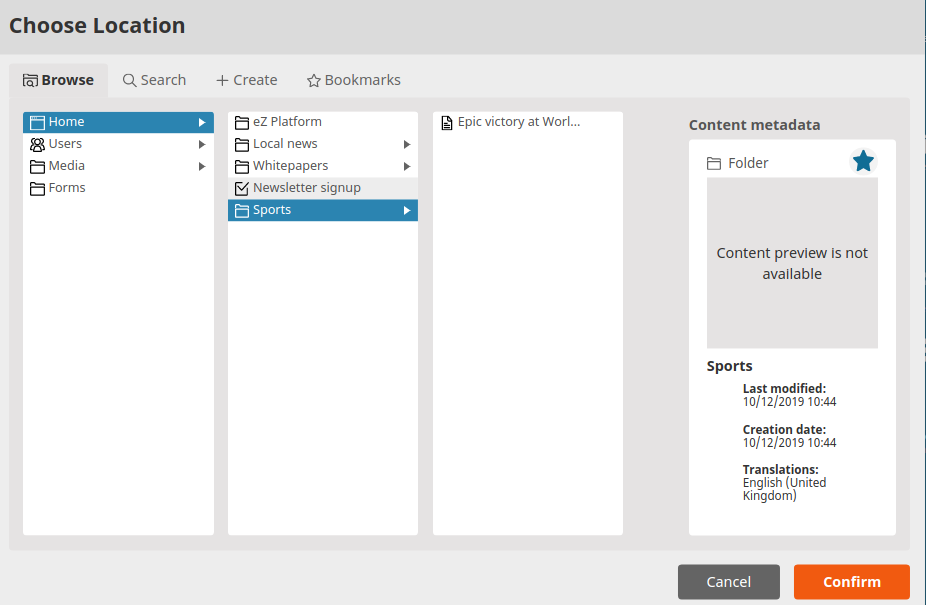 Choose Location
Browse
Search
Create
Bookmarks
Home
Users
Media
Forms
eZ Platform
Local news
Whitepapers
Newsletter signup
Sports
Epic victory at Worl...
Content metadata
Folder
Content preview is not
available
Sports
Last modified:
10/12/2019 10:44
Creation date:
10/12/2019 10:44
Translations:
English (United
Kingdom)
Cancel
Confirm